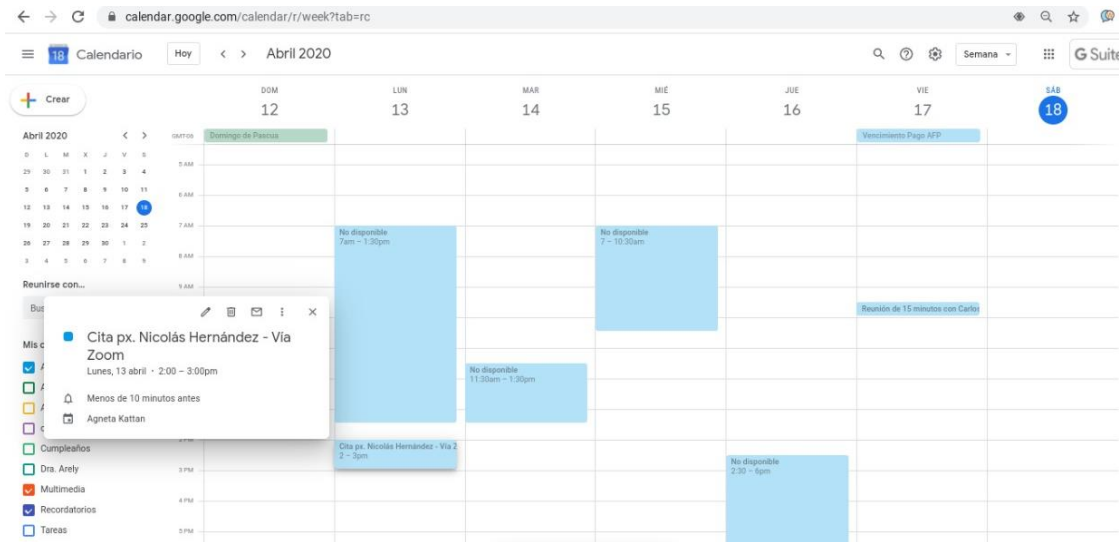 calendar.google.com/calendar/r/week?tab=rc
18 Calendario Hoy Abril 2020 Semana G Suite
Crear
DOM LUN MAR MIÉ JUE VIE SÁB
12 13 14 15 16 17 18
Abril 2020
GMT-06 Domingo de Pascua Vencimiento Pago AFP
D L M X J V S
29 30 31 1 2 3 4
5 6 7 8 9 10 11
12 13 14 15 16 17 18
19 20 21 22 23 24 25
26 27 28 29 30 1 2
3 4 5 6 7 8 9
5 AM
6 AM
7 AM
8 AM
9 AM
No disponible
7am – 1:30pm
No disponible
7 – 10:30am
Reunirse con...
Bus
Reunión de 15 minutos con Carlos
Mis c
Cita px. Nicolás Hernández - Vía
Zoom
Lunes, 13 abril · 2:00 – 3:00pm
Menos de 10 minutos antes
Agneta Kattan
No disponible
11:30am – 1:30pm
Cita px. Nicolás Hernández - Vía Z
2 – 3pm
No disponible
2:30 – 6pm
Cumpleaños
Dra. Arely
Multimedia
Recordatorios
Tareas
3 PM
4 PM
5 PM